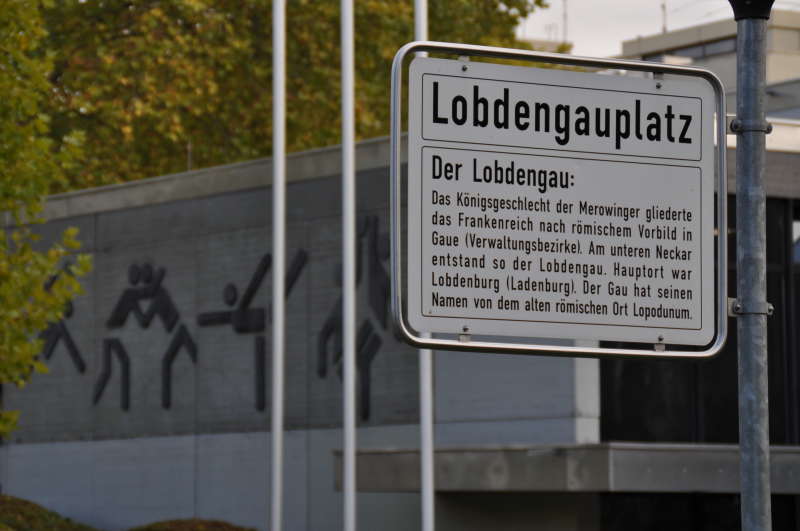 Lobdengauplatz
Der Lobdengau:
Das Königsgeschlecht der Merowinger gliederte
das Frankenreich nach römischem Vorbild in
Gaue (Verwaltungsbezirke). Am unteren Neckar
entstand so der Lobdengau. Hauptort war
Lobdenburg (Ladenburg). Der Gau hat seinen
Namen von dem alten römischen Ort Lopodunum.